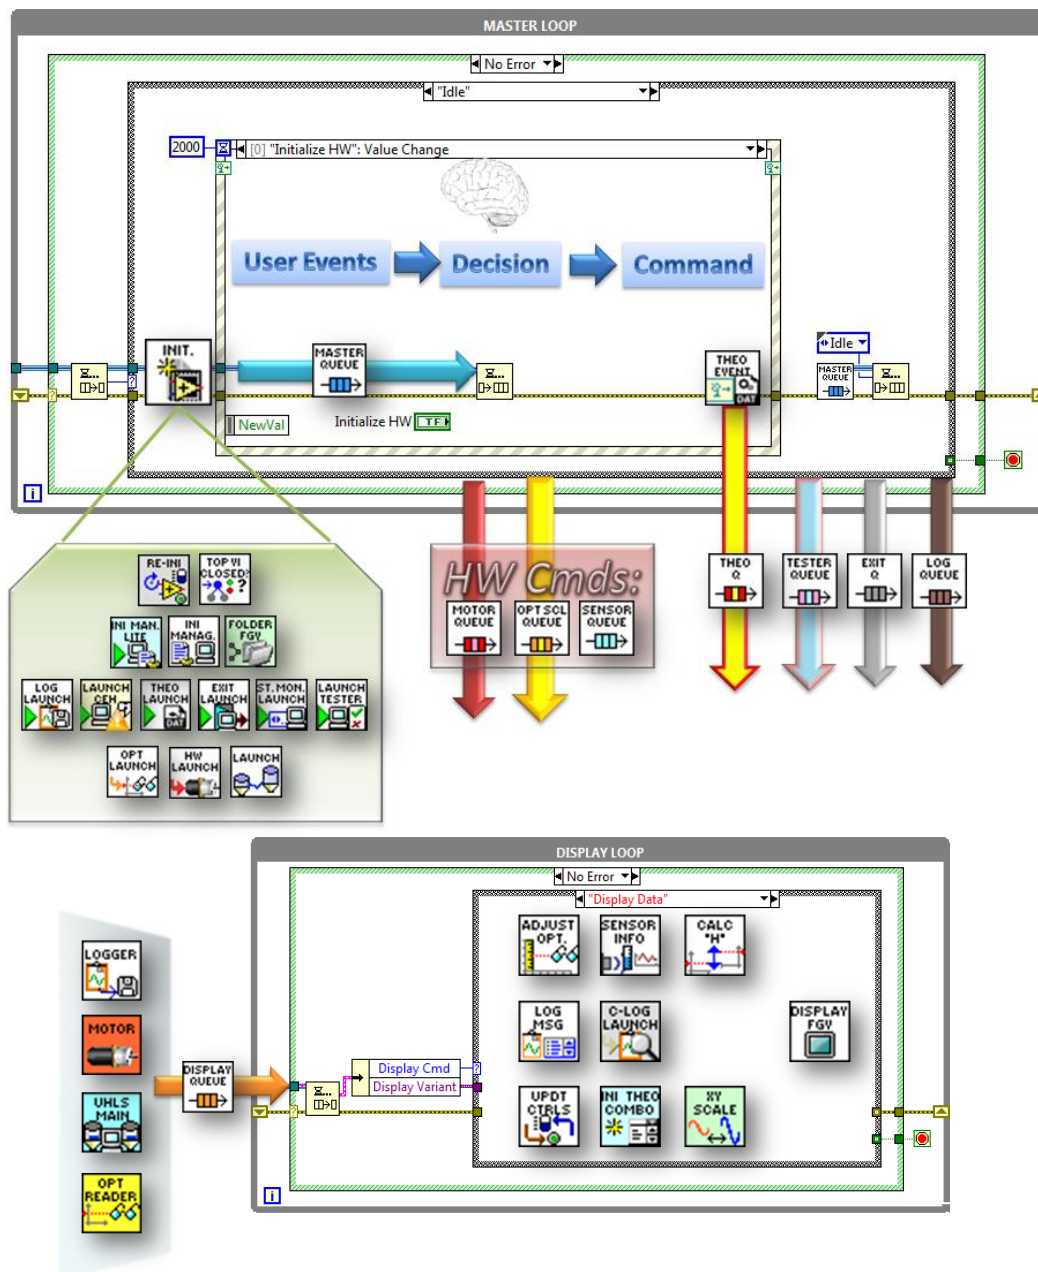 MASTER LOOP
No Error
"Idle"
2000
[0] "Initialize HW": Value Change
User Events
Decision
Command
INIT.
MASTER
QUEUE
THEO
EVENT
DAT
Idle
MASTER
QUEUE
NewVal
Initialize HW
TF
i
RE-INI
TOP VI
CLOSED?
INI MAN.
LITE
INI
MANAG.
FOLDER
FGV
LOG
LAUNCH
LAUNCH
CEH
THEO
LAUNCH
DAT
EXIT
LAUNCH
ST.MON.
LAUNCH
LAUNCH
TESTER
OPT
LAUNCH
HW
LAUNCH
LAUNCH
HW Cmds:
MOTOR
QUEUE
OPT SCL
QUEUE
SENSOR
QUEUE
THEO
Q
TESTER
QUEUE
EXIT
Q
LOG
QUEUE
DISPLAY LOOP
No Error
"Display Data"
LOGGER
MOTOR
UHLS
MAIN
OPT
READER
DISPLAY
QUEUE
Display Cmd
Display Variant
ADJUST
OPT.
SENSOR
INFO
CALC
"H"
LOG
MSG
C-LOG
LAUNCH
DISPLAY
FGV
UPDT
CTRLS
INI THEO
COMBO
XY
SCALE
i